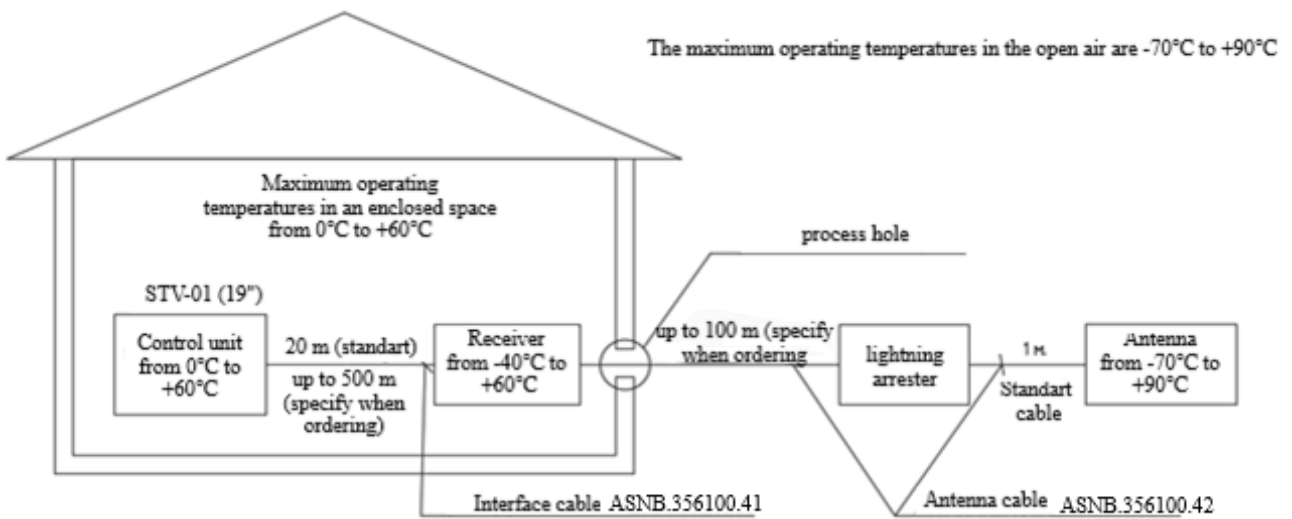 The maximum operating temperatures in the open air are -70°C to +90°C
Maximum operating
temperatures in an enclosed space
from 0°C to +60°C
process hole
STV-01 (19")
Control unit
from 0°C to
+60°C
20 m (standart)
up to 500 m
(specify when
ordering)
Receiver
from -40°C to
+60°C
up to 100 m (specify
when ordering
lightning
arrester
1 м.
Standart
cable
Antenna
from -70°C to
+90°C
Interface cable ASNB.356100.41
Antenna cable ASNB.356100.42